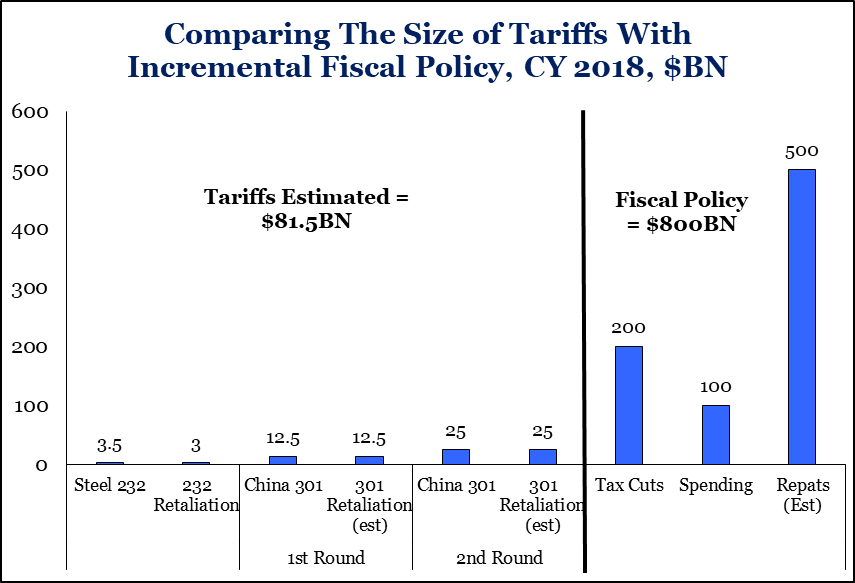 Comparing The Size of Tariffs With
Incremental Fiscal Policy, CY 2018, $BN
600
500
400
300
200
100
0
Tariffs Estimated =
$81.5BN
Fiscal Policy
= $800BN
3.5
3
12.5
12.5
25
25
200
100
500
Steel 232
232
Retaliation
China 301
301
Retaliation
(est)
China 301
301
Retaliation
(est)
Tax Cuts
Spending
Repats
(Est)
1st Round
2nd Round